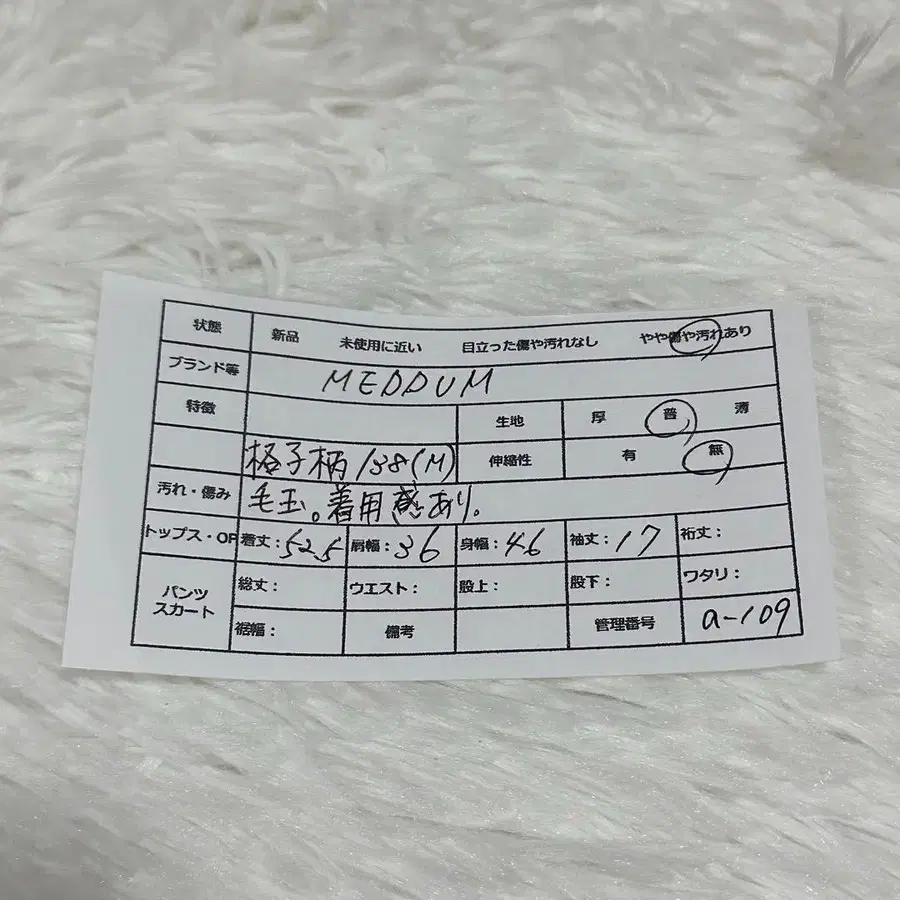 状態 新品 未使用に近い 目立った傷や汚れなし やや傷や汚れあり
ブランド等 MEDDUM
特徴 生地 厚 普 薄
格子柄/38(M) 伸縮性 有 無
汚れ・傷み 毛玉。着用感あり。
トップス・OP 着丈:52.5 肩幅:36 身幅:46 袖丈:17 裄丈:
パンツ スカート 総丈: ウエスト: 股上: 股下: ワタリ:
裾幅: 備考 管理番号 a-109